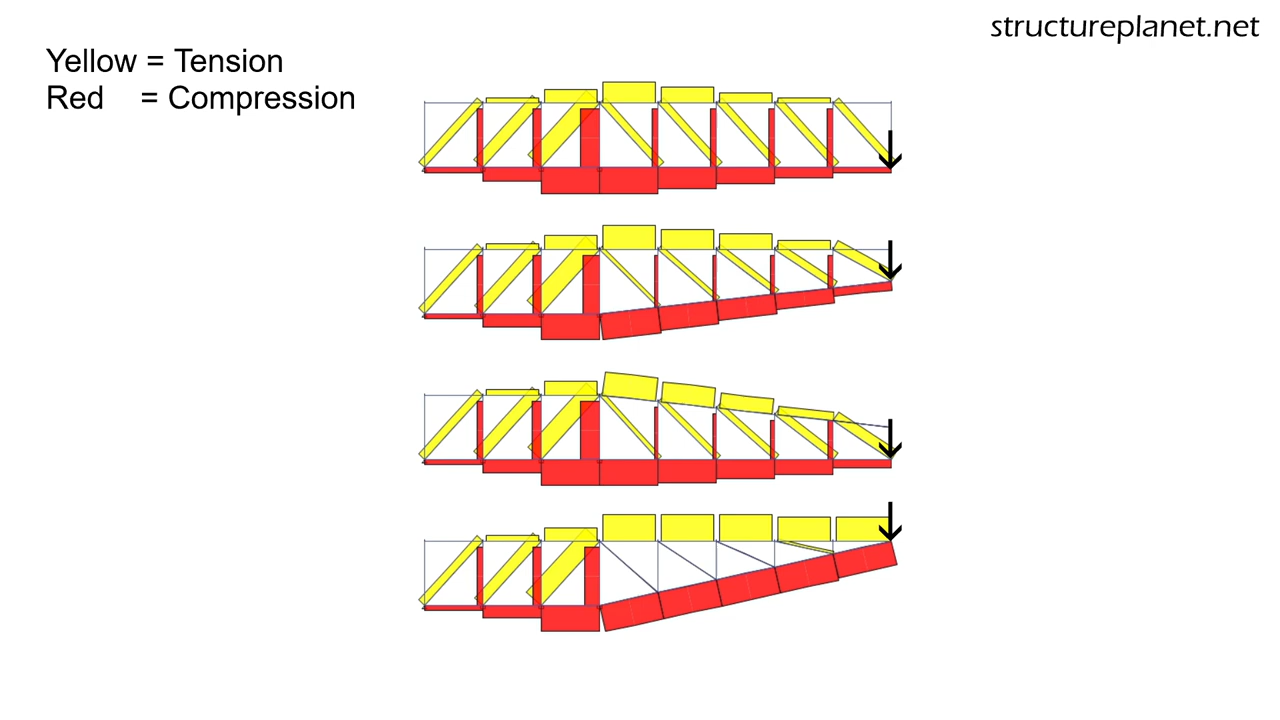 structureplanet.net
Yellow = Tension
Red = Compression